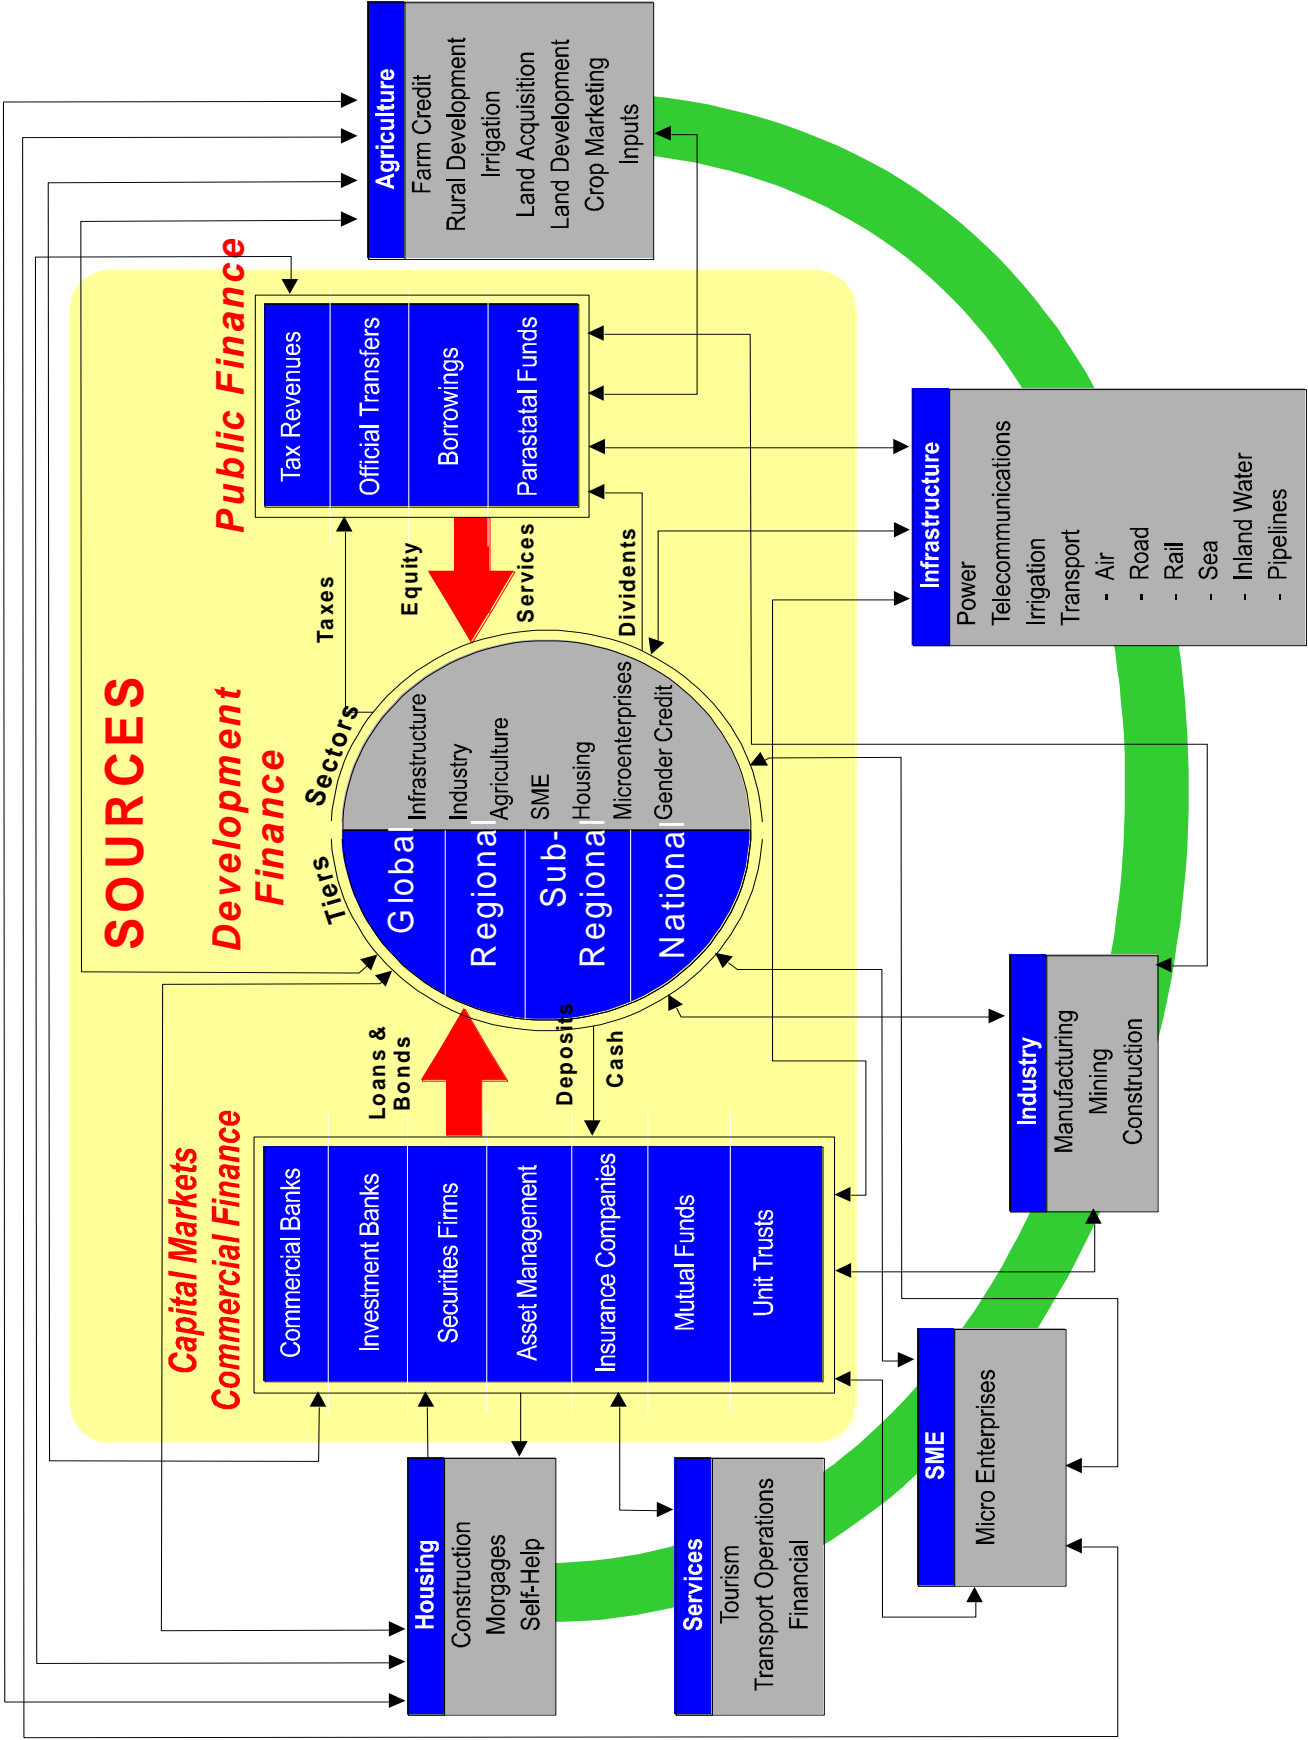 SOURCES
Capital Markets
Commercial Finance
Development
Finance
Public Finance
Commercial Banks
Investment Banks
Securities Firms
Asset Management
Insurance Companies
Mutual Funds
Unit Trusts
Loans &
Bonds
Deposits
Cash
Tiers
Sectors
Global
Regional
Sub-
Regional
National
Infrastructure
Industry
Agriculture
SME
Housing
Microenterprises
Gender Credit
Taxes
Equity
Services
Dividents
Tax Revenues
Official Transfers
Borrowings
Parastatal Funds
Housing
Construction
Morgages
Self-Help
Services
Tourism
Transport Operations
Financial
SME
Micro Enterprises
Industry
Manufacturing
Mining
Construction
Infrastructure
Power
Telecommunications
Irrigation
Transport
- Air
- Road
- Rail
- Sea
- Inland Water
- Pipelines
Agriculture
Farm Credit
Rural Development
Irrigation
Land Acquisition
Land Development
Crop Marketing
Inputs